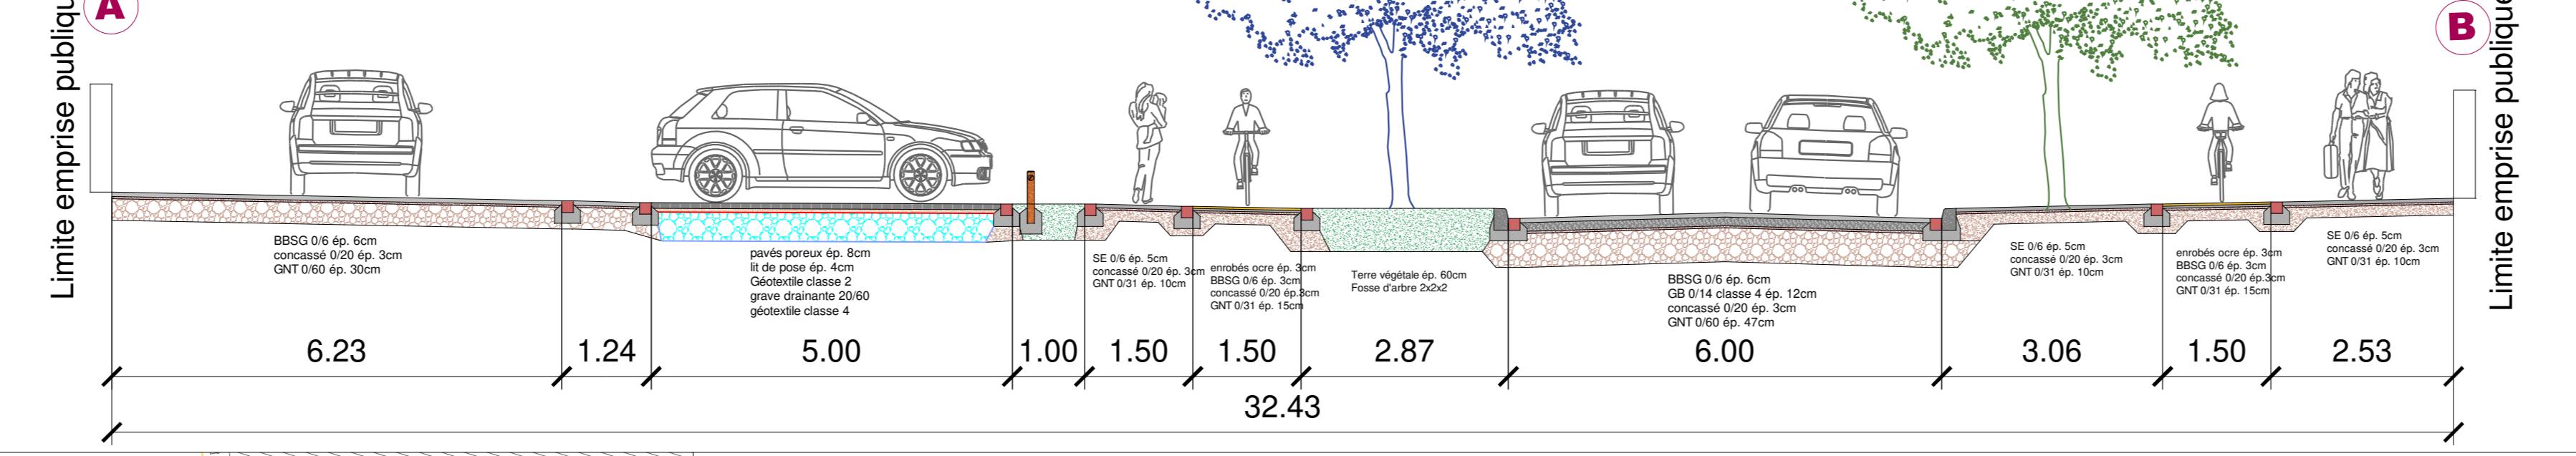 A
B
Limite emprise publique
Limite emprise publique
BBSG 0/6 ép. 6cm
concassé 0/20 ép. 3cm
GNT 0/60 ép. 30cm
pavés poreux ép. 8cm
lit de pose ép. 4cm
Géotextile classe 2
grave drainante 20/60
géotextile classe 4
SE 0/6 ép. 5cm
concassé 0/20 ép. 3cm
GNT 0/31 ép. 10cm
enrobés ocre ép. 3cm
BBSG 0/6 ép. 3cm
concassé 0/20 ép.3cm
GNT 0/31 ép. 15cm
Terre végétale ép. 60cm
Fosse d'arbre 2x2x2
BBSG 0/6 ép. 6cm
GB 0/14 classe 4 ép. 12cm
concassé 0/20 ép. 3cm
GNT 0/60 ép. 47cm
SE 0/6 ép. 5cm
concassé 0/20 ép. 3cm
GNT 0/31 ép. 10cm
enrobés ocre ép. 3cm
BBSG 0/6 ép. 3cm
concassé 0/20 ép.3cm
GNT 0/31 ép. 15cm
SE 0/6 ép. 5cm
concassé 0/20 ép. 3cm
GNT 0/31 ép. 10cm
6.23 1.24 5.00 1.00 1.50 1.50 2.87 6.00 3.06 1.50 2.53
32.43